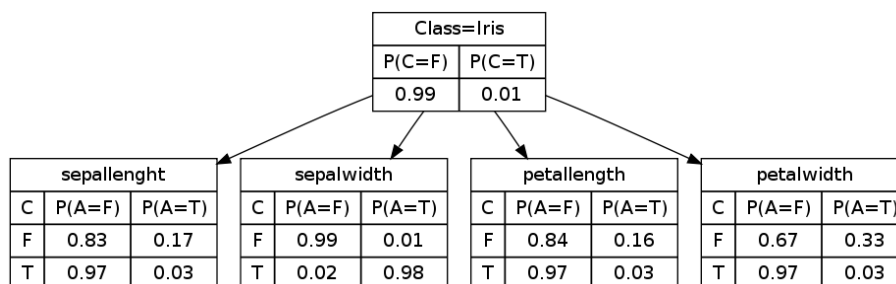 Class=Iris
P(C=F) P(C=T)
0.99 0.01
sepallenght sepalwidth petallength petalwidth
C P(A=F) P(A=T) C P(A=F) P(A=T) C P(A=F) P(A=T) C P(A=F) P(A=T)
F 0.83 0.17 F 0.99 0.01 F 0.84 0.16 F 0.67 0.33
T 0.97 0.03 T 0.02 0.98 T 0.97 0.03 T 0.97 0.03